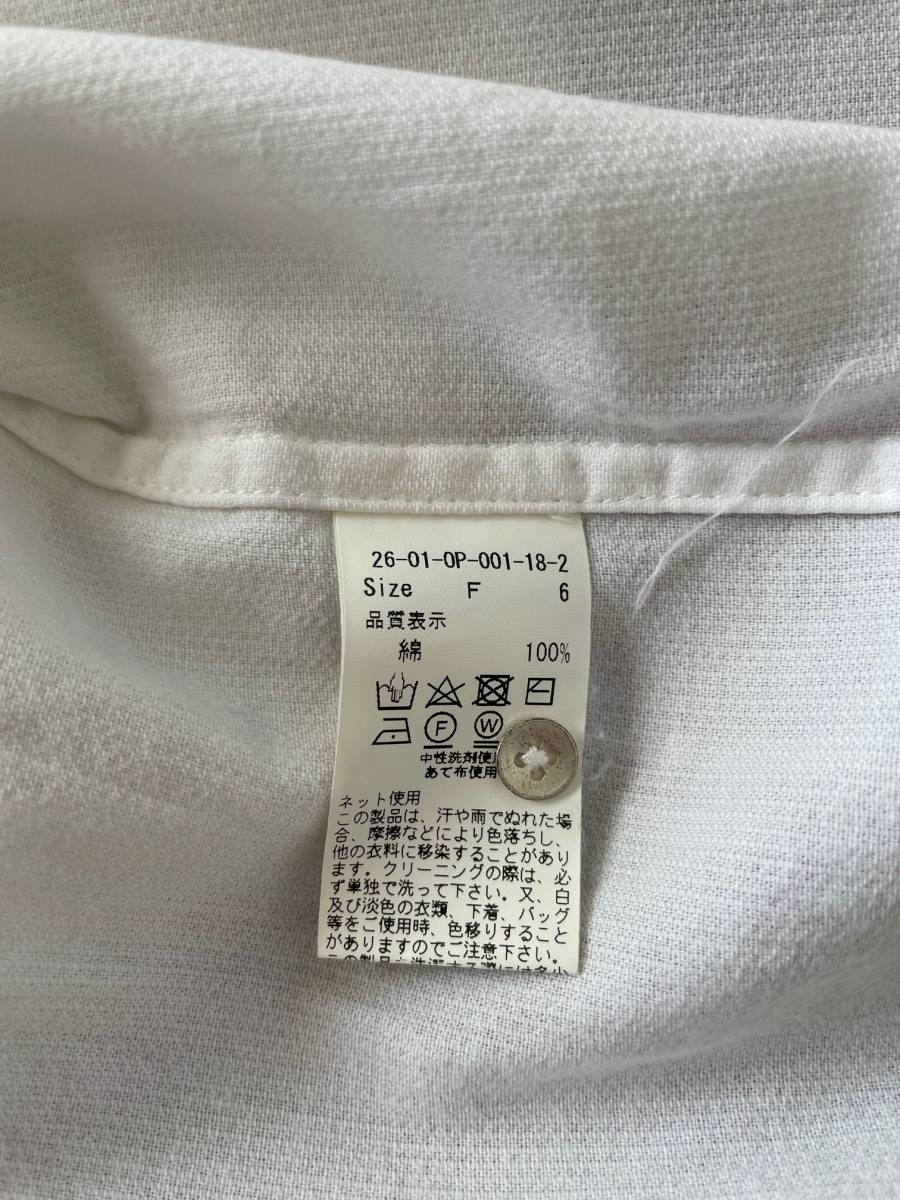 26-01-OP-001-18-2
Size F 6
品質表示
綿 100%
F W
中性洗剤使
あて布使用
ネット使用
この製品は、汗や雨でぬれた場
合、摩擦などにより色落ちし、
他の衣料に移染することがあり
ます。クリーニングの際は、必
ず単独で洗って下さい。又、白
及び淡色の衣類、下着、バッグ
等をご使用時、色移りすること
がありますのでご注意下さい。